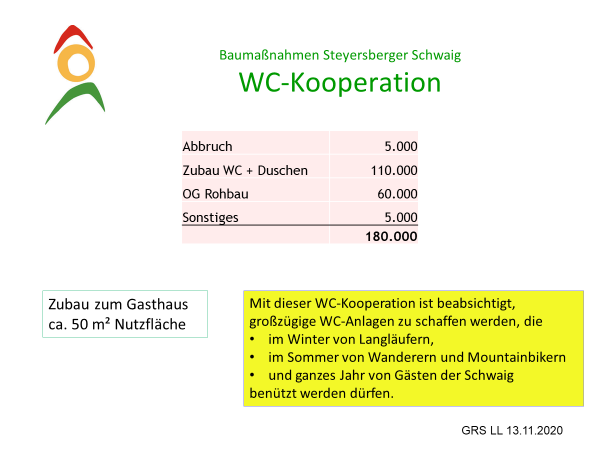 Baumaßnahmen Steyersberger Schwaig
WC-Kooperation
Abbruch 5.000
Zubau WC + Duschen 110.000
OG Rohbau 60.000
Sonstiges 5.000
180.000
Zubau zum Gasthaus
ca. 50 m² Nutzfläche
Mit dieser WC-Kooperation ist beabsichtigt,
großzügige WC-Anlagen zu schaffen werden, die
• im Winter von Langläufern,
• im Sommer von Wanderern und Mountainbikern
• und ganzes Jahr von Gästen der Schwaig
benützt werden dürfen.
GRS LL 13.11.2020